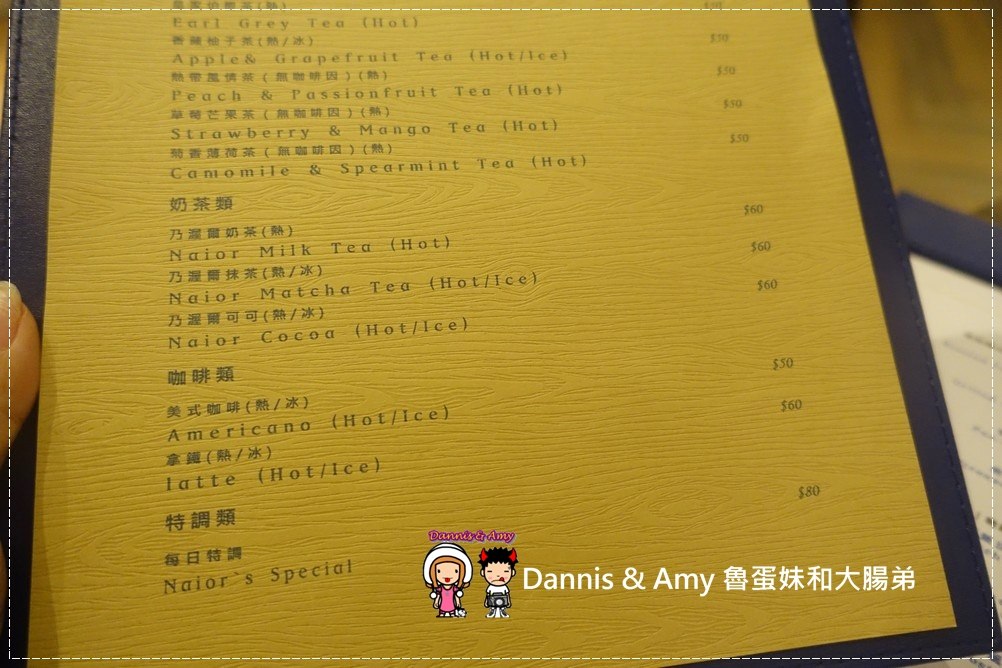 Earl Grey Tea (Hot)
香蘋柚子茶(熱/冰) $50
Apple& Grapefruit Tea (Hot/Ice)
熱帶風情茶(無咖啡因)(熱) $50
Peach & Passionfruit Tea (Hot)
草莓芒果茶(無咖啡因)(熱) $50
Strawberry & Mango Tea (Hot)
菊香薄荷茶(無咖啡因)(熱) $50
Camomile & Spearmint Tea (Hot)
奶茶類
乃渥爾奶茶(熱) $60
Naior Milk Tea (Hot)
乃渥爾抹茶(熱/冰) $60
Naior Matcha Tea (Hot/Ice)
乃渥爾可可(熱/冰) $60
Naior Cocoa (Hot/Ice)
咖啡類
美式咖啡(熱/冰) $50
Americano (Hot/Ice)
拿鐵(熱/冰) $60
latte (Hot/Ice)
特調類
每日特調 $80
Naior`s Special
Dannis & Amy
Dannis & Amy 魯蛋妹和大腸弟